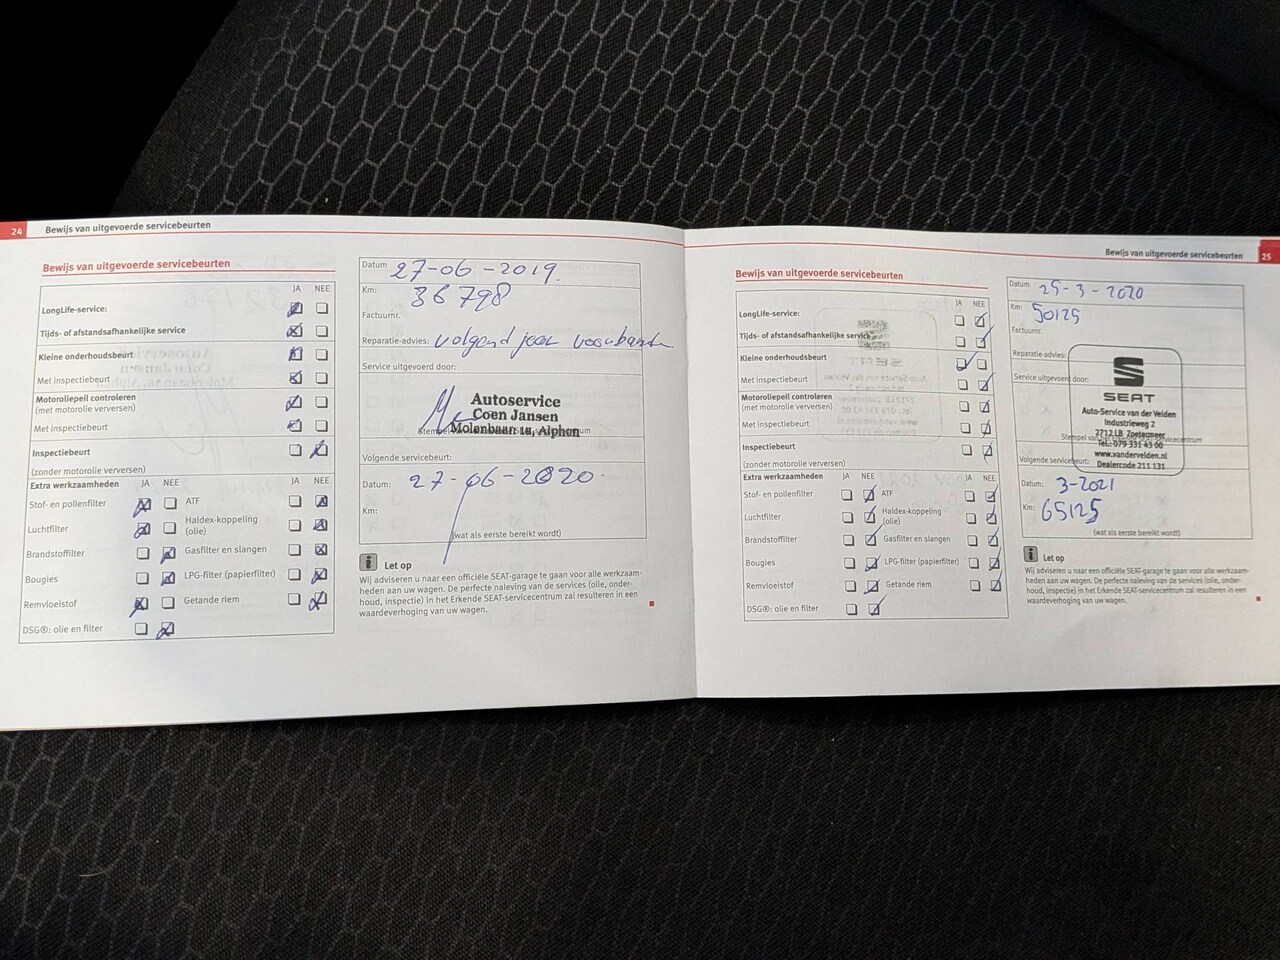 24 Bewijs van uitgevoerde servicebeurten
Bewijs van uitgevoerde servicebeurten
JA NEE
LongLife-service:
Tijds- of afstandsafhankelijke service
Kleine onderhoudsbeurt
Met inspectiebeurt
Motoroliepeil controleren
(met motorolie verversen)
Met inspectiebeurt
Inspectiebeurt
(zonder motorolie verversen)
Extra werkzaamheden JA NEE JA NEE
Stof- en pollenfilter ATF
Luchtfilter Haldex-koppeling
(olie)
Brandstoffilter Gasfilter en slangen
Bougies LPG-filter (papierfilter)
Remvloeistof Getande riem
DSG®: olie en filter
Datum 27-06-2019.
Km: 36798
Factuurnr.
Reparatie-advies: volgend jaar voorbanden
Service uitgevoerd door:
Autoservice
Coen Jansen
Molenbaan 1a, Alphen
Volgende servicebeurt:
Datum: 27-06-2020.
Km:
(wat als eerste bereikt wordt)
Let op
Wij adviseren u naar een officiële SEAT-garage te gaan voor alle werkzaam-
heden aan uw wagen. De perfecte naleving van de services (olie, onder-
houd, inspectie) in het Erkende SEAT-servicecentrum zal resulteren in een
waardeverhoging van uw wagen.
Bewijs van uitgevoerde servicebeurten 25
Bewijs van uitgevoerde servicebeurten
JA NEE
LongLife-service:
Tijds- of afstandsafhankelijke service
Kleine onderhoudsbeurt
Met inspectiebeurt
Motoroliepeil controleren
(met motorolie verversen)
Met inspectiebeurt
Inspectiebeurt
(zonder motorolie verversen)
Extra werkzaamheden JA NEE JA NEE
Stof- en pollenfilter ATF
Luchtfilter Haldex-koppeling
(olie)
Brandstoffilter Gasfilter en slangen
Bougies LPG-filter (papierfilter)
Remvloeistof Getande riem
DSG®: olie en filter
Datum 25-3-2020
Km: 50125
Factuurnr:
Reparatie-advies:
Service uitgevoerd door:
SEAT
Auto-Service van der Velden
Industrieweg 2
2712 LB Zoetermeer
Tel.: 079 331 43 00
www.vandervelden.nl
Dealercode 211 131
Volgende servicebeurt:
Datum: 3-2021
Km: 65125
(wat als eerste bereikt wordt)
Let op
Wij adviseren u naar een officiële SEAT-garage te gaan voor alle werkzaam-
heden aan uw wagen. De perfecte naleving van de services (olie, onder-
houd, inspectie) in het Erkende SEAT-servicecentrum zal resulteren in een
waardeverhoging van uw wagen.